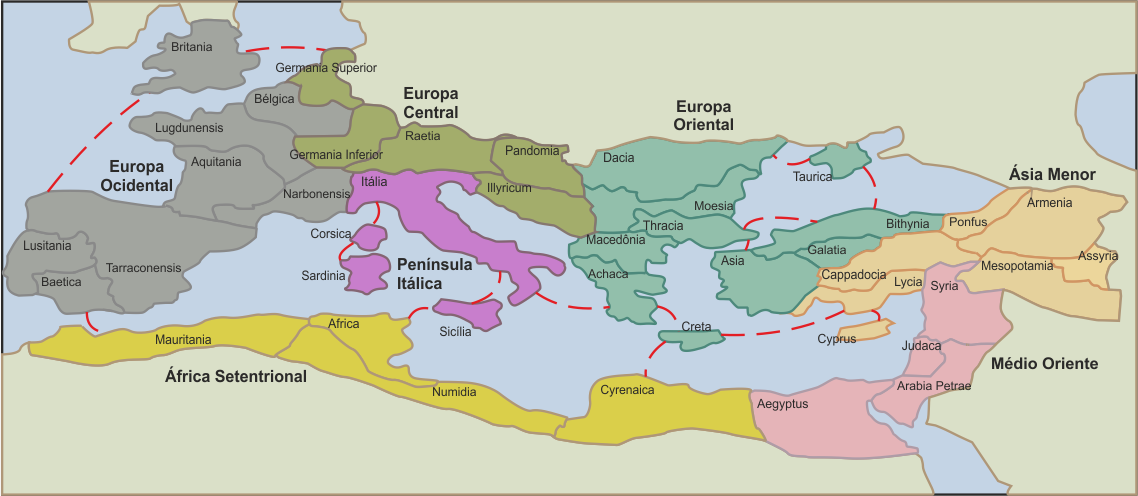 Britania
Germania Superior
Bélgica
Lugdunensis
Europa
Central
Europa
Oriental
Raetia
Germania Inferior
Pandomia
Dacia
Aquitania
Europa
Ocidental
Narbonensis
Itália
Illyricum
Taurica
Ásia Menor
Moesia
Ármenia
Ponfus
Bithynia
Thracia
Corsica
Macedônia
Galatia
Lusitania
Tarraconensis
Baetica
Sardinia
Península
Itálica
Achaca
Asia
Cappadocia
Lycia
Syria
Mesopotamia
Assyria
Africa
Sicília
Creta
Cyprus
Mauritania
Judaca
Médio Oriente
África Setentrional
Numidia
Cyrenaica
Aegyptus
Arabia Petrae